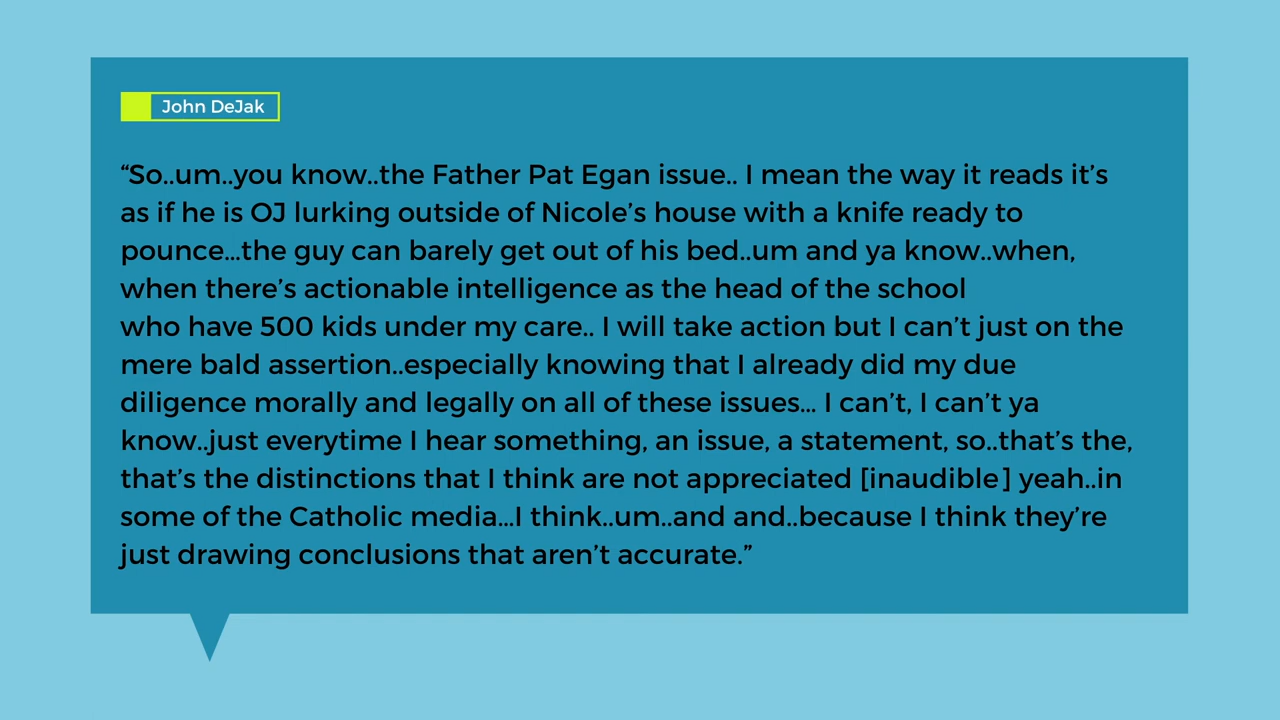 John DeJak
“So..um..you know..the Father Pat Egan issue.. I mean the way it reads it’s
as if he is OJ lurking outside of Nicole’s house with a knife ready to
pounce...the guy can barely get out of his bed..um and ya know..when,
when there’s actionable intelligence as the head of the school
who have 500 kids under my care.. I will take action but I can’t just on the
mere bald assertion..especially knowing that I already did my due
diligence morally and legally on all of these issues... I can’t, I can’t ya
know..just everytime I hear something, an issue, a statement, so..that’s the,
that’s the distinctions that I think are not appreciated [inaudible] yeah..in
some of the Catholic media...I think..um..and and..because I think they’re
just drawing conclusions that aren’t accurate.”